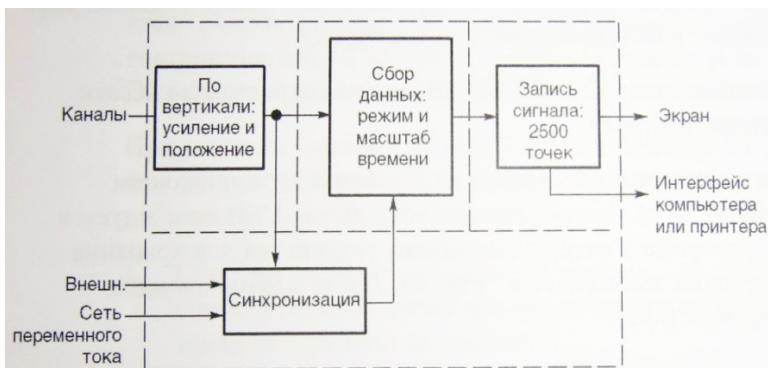 Каналы
По
вертикали:
усиление и
положение
Сбор
данных:
режим и
масштаб
времени
Запись
сигнала:
2500
точек
Экран
Интерфейс
компьютера
или принтера
Внешн.
Сеть
переменного
тока
Синхронизация